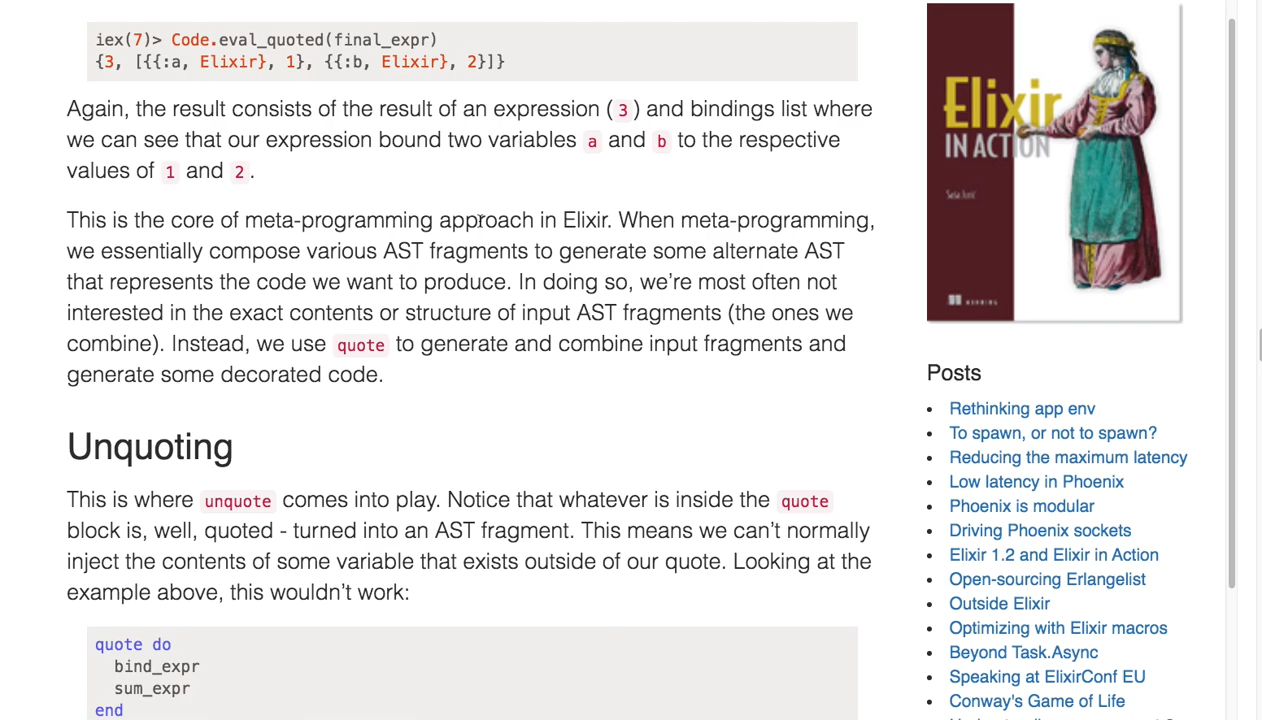 iex(7)> Code.eval_quoted(final_expr)
{3, [{{:a, Elixir}, 1}, {{:b, Elixir}, 2}]}
Again, the result consists of the result of an expression ( 3 ) and bindings list where
we can see that our expression bound two variables a and b to the respective
values of 1 and 2 .
This is the core of meta-programming approach in Elixir. When meta-programming,
we essentially compose various AST fragments to generate some alternate AST
that represents the code we want to produce. In doing so, we’re most often not
interested in the exact contents or structure of input AST fragments (the ones we
combine). Instead, we use quote to generate and combine input fragments and
generate some decorated code.
Unquoting
This is where unquote comes into play. Notice that whatever is inside the quote
block is, well, quoted - turned into an AST fragment. This means we can’t normally
inject the contents of some variable that exists outside of our quote. Looking at the
example above, this wouldn’t work:
quote do
  bind_expr
  sum_expr
end
Elixir
IN ACTION
Saša Jurić
MANNING
Posts
Rethinking app env
To spawn, or not to spawn?
Reducing the maximum latency
Low latency in Phoenix
Phoenix is modular
Driving Phoenix sockets
Elixir 1.2 and Elixir in Action
Open-sourcing Erlangelist
Outside Elixir
Optimizing with Elixir macros
Beyond Task.Async
Speaking at ElixirConf EU
Conway's Game of Life